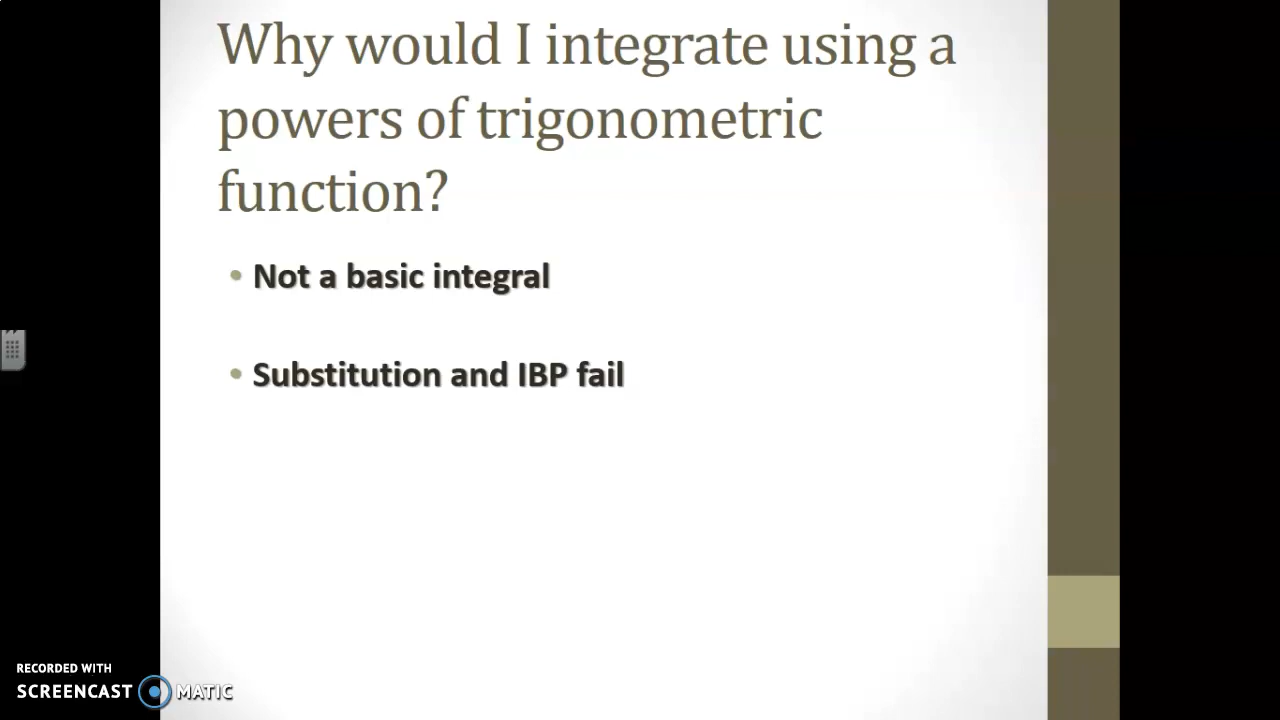 Why would I integrate using a
powers of trigonometric
function?
• Not a basic integral
• Substitution and IBP fail
RECORDED WITH
SCREENCAST MATIC